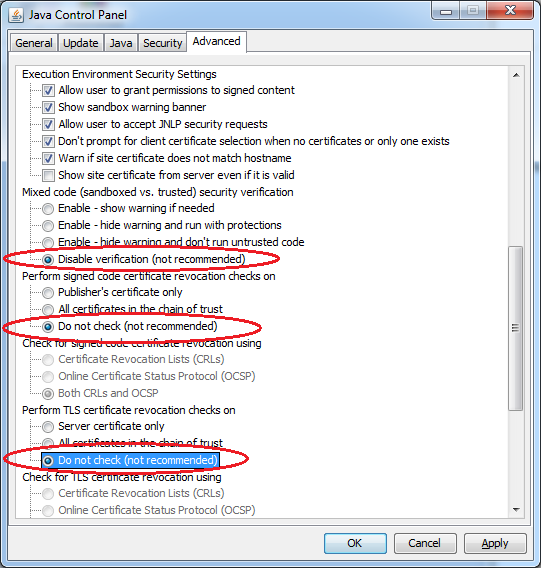 Java Control Panel
General Update Java Security Advanced
Execution Environment Security Settings
Allow user to grant permissions to signed content
Show sandbox warning banner
Allow user to accept JNLP security requests
Don't prompt for client certificate selection when no certificates or only one exists
Warn if site certificate does not match hostname
Show site certificate from server even if it is valid
Mixed code (sandboxed vs. trusted) security verification
Enable - show warning if needed
Enable - hide warning and run with protections
Enable - hide warning and don't run untrusted code
Disable verification (not recommended)
Perform signed code certificate revocation checks on
Publisher's certificate only
All certificates in the chain of trust
Do not check (not recommended)
Check for signed code certificate revocation using
Certificate Revocation Lists (CRLs)
Online Certificate Status Protocol (OCSP)
Both CRLs and OCSP
Perform TLS certificate revocation checks on
Server certificate only
All certificates in the chain of trust
Do not check (not recommended)
Check for TLS certificate revocation using
Certificate Revocation Lists (CRLs)
Online Certificate Status Protocol (OCSP)
OK Cancel Apply